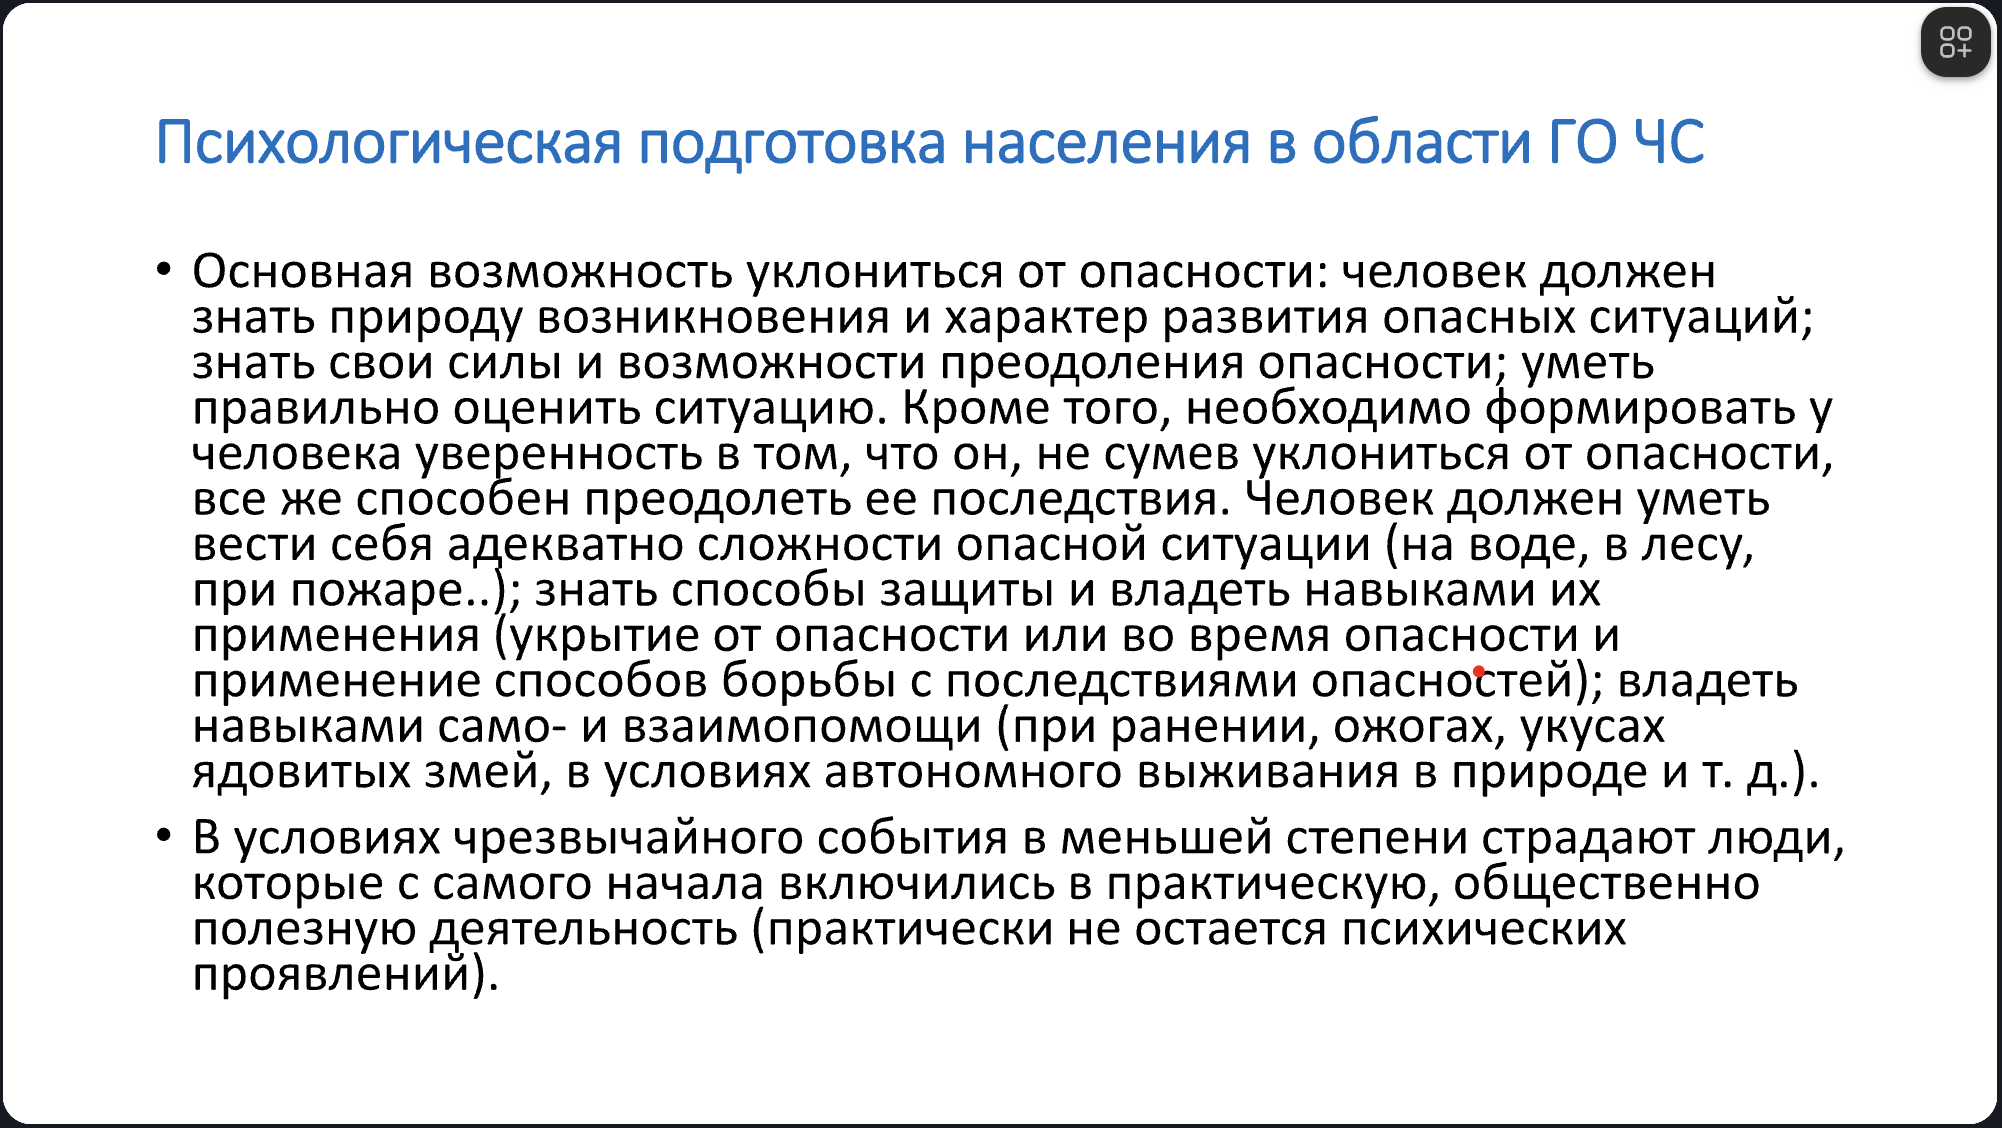 Психологическая подготовка населения в области ГО ЧС
• Основная возможность уклониться от опасности: человек должен
знать природу возникновения и характер развития опасных ситуаций;
знать свои силы и возможности преодоления опасности; уметь
правильно оценить ситуацию. Кроме того, необходимо формировать у
человека уверенность в том, что он, не сумев уклониться от опасности,
все же способен преодолеть ее последствия. Человек должен уметь
вести себя адекватно сложности опасной ситуации (на воде, в лесу,
при пожаре..); знать способы защиты и владеть навыками их
применения (укрытие от опасности или во время опасности и
применение способов борьбы с последствиями опасностей); владеть
навыками само- и взаимопомощи (при ранении, ожогах, укусах
ядовитых змей, в условиях автономного выживания в природе и т. д.).
• В условиях чрезвычайного события в меньшей степени страдают люди,
которые с самого начала включились в практическую, общественно
полезную деятельность (практически не остается психических
проявлений).